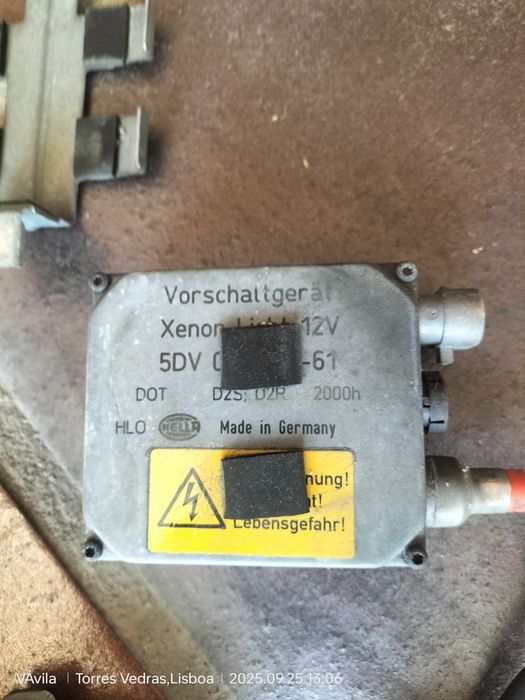 Vorschaltgerät
Xenon 12V
5DV -61
DOT D2S, D2R 2000h
HLO HELLA Made in Germany
Lebensgefahr!
VAvila | Torres Vedras,Lisboa | 2025.09.25 13:06